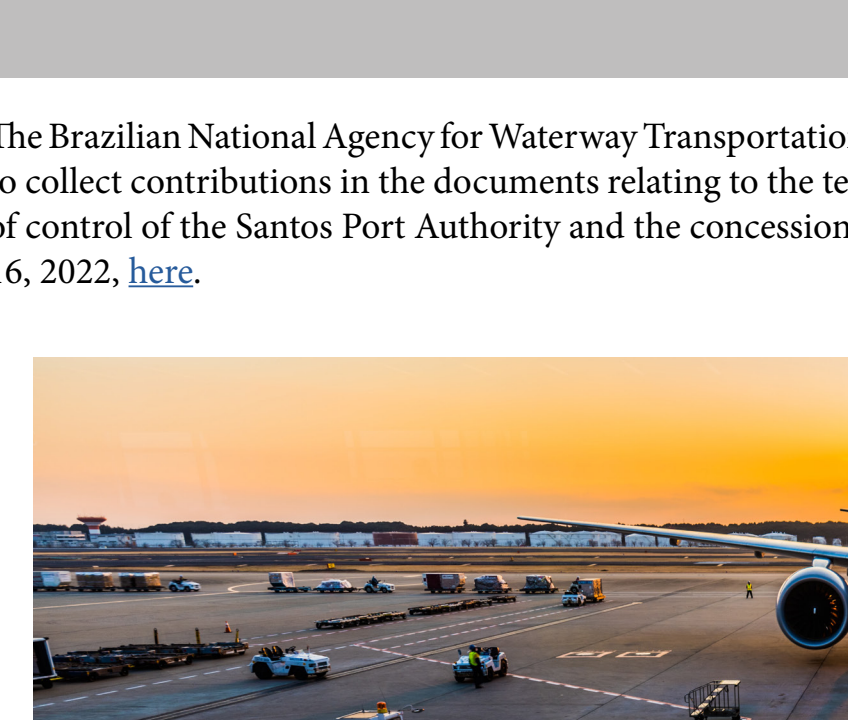 The Brazilian National Agency for Waterway Transportation
o collect contributions in the documents relating to the te
of control of the Santos Port Authority and the concession
16, 2022, here.